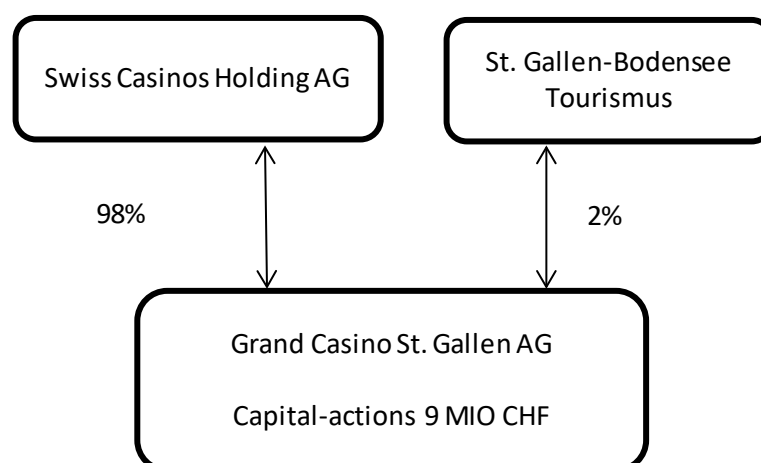 Swiss Casinos Holding AG
St. Gallen-Bodensee
Tourismus
98%
2%
Grand Casino St. Gallen AG
Capital-actions 9 MIO CHF